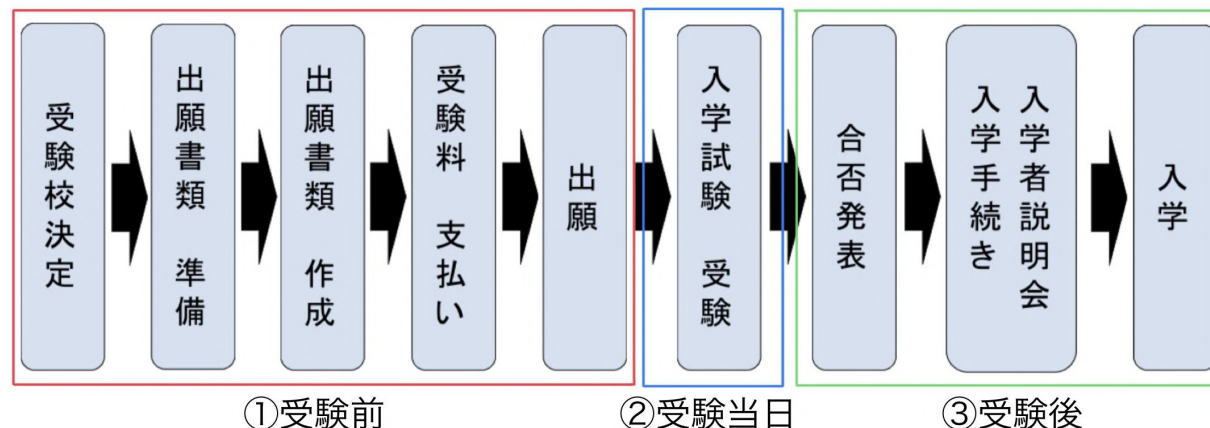 受験校決定
出願書類　準備
出願書類　作成
受験料　支払い
出願
入学試験　受験
合否発表
入学者説明会
入学手続き
入学
①受験前
②受験当日
③受験後